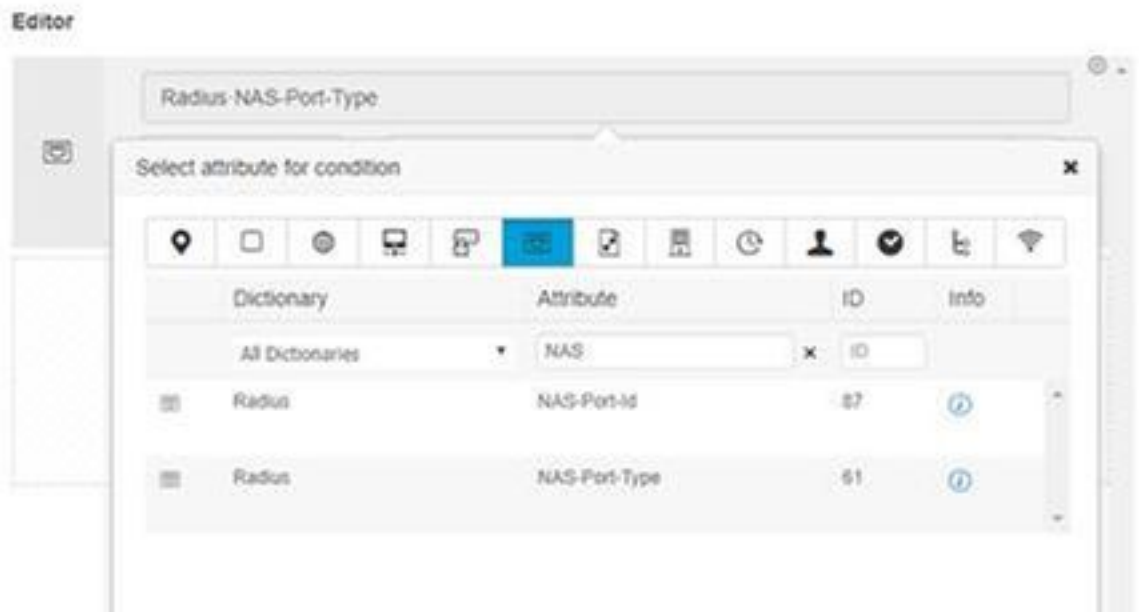 Editor
Radius·NAS-Port-Type
Select attribute for condition
Dictionary Attribute ID Info
All Dictionaries NAS ID
Radius NAS-Port-Id 87
Radius NAS-Port-Type 61